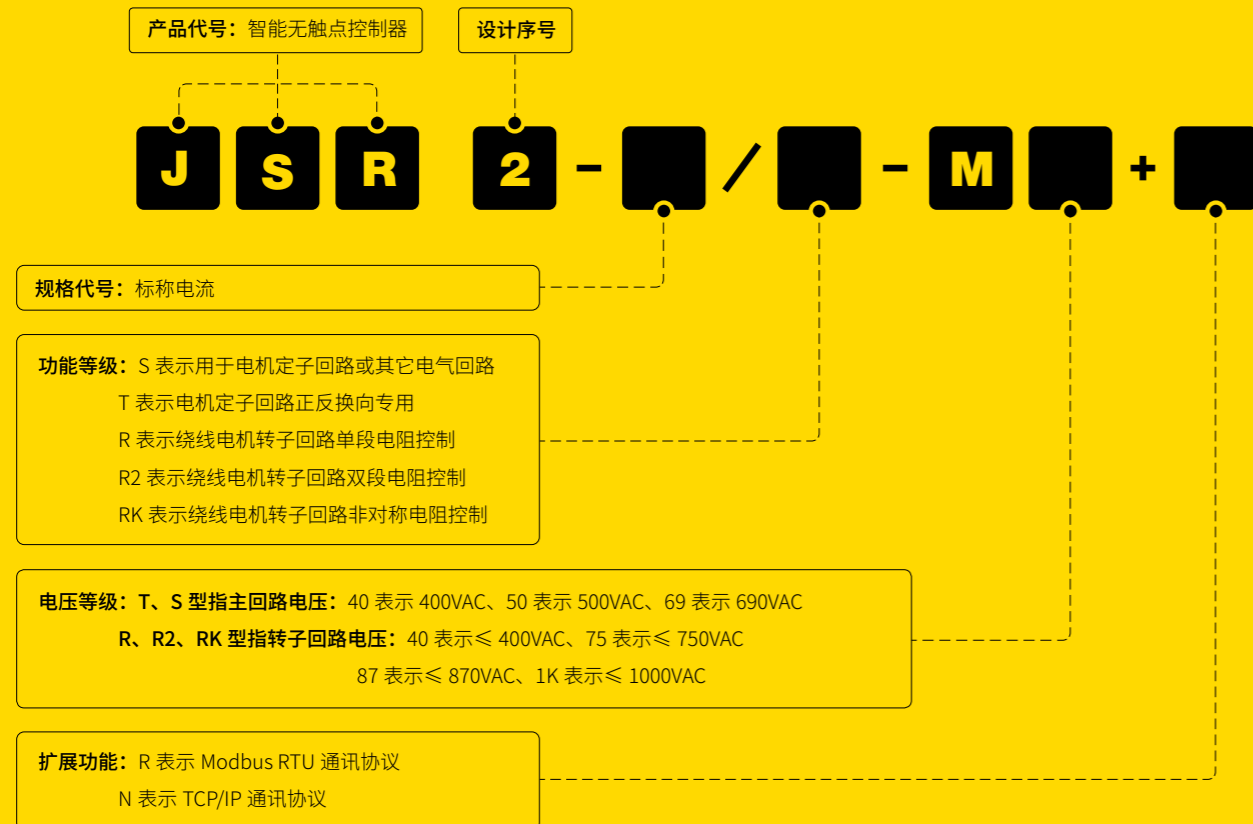 产品代号：智能无触点控制器
设计序号
J S R 2 - / - M +
规格代号：标称电流
功能等级：S 表示用于电机定子回路或其它电气回路
T 表示电机定子回路正反换向专用
R 表示绕线电机转子回路单段电阻控制
R2 表示绕线电机转子回路双段电阻控制
RK 表示绕线电机转子回路非对称电阻控制
电压等级：T、S 型指主回路电压：40 表示 400VAC、50 表示 500VAC、69 表示 690VAC
R、R2、RK 型指转子回路电压：40 表示≤ 400VAC、75 表示≤ 750VAC
87 表示≤ 870VAC、1K 表示≤ 1000VAC
扩展功能：R 表示 Modbus RTU 通讯协议
N 表示 TCP/IP 通讯协议